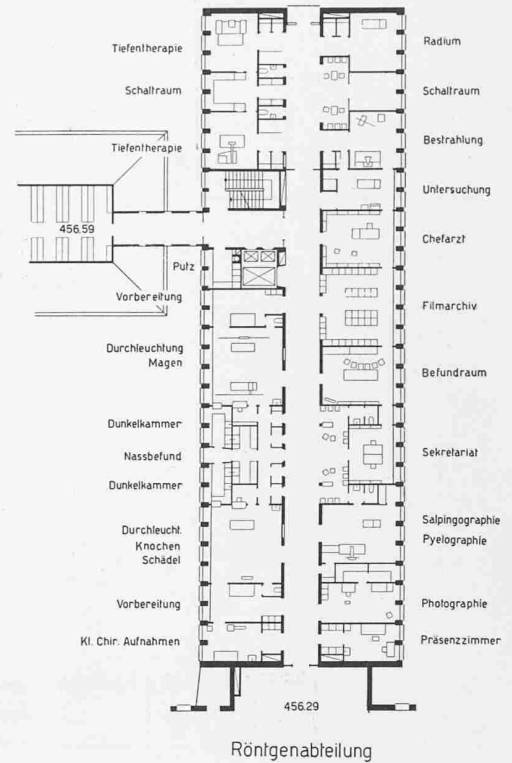 Tiefentherapie
Schaltraum
Tiefentherapie
456.59
Putz
Vorbereitung
Durchleuchtung
Magen
Dunkelkammer
Nassbefund
Dunkelkammer
Durchleucht.
Knochen
Schädel
Vorbereitung
Kl. Chir. Aufnahmen
Radium
Schaltraum
Bestrahlung
Untersuchung
Chefarzt
Filmarchiv
Befundraum
Sekretariat
Salpingographie
Pyelographie
Photographie
Präsenzzimmer
456.29
Röntgenabteilung